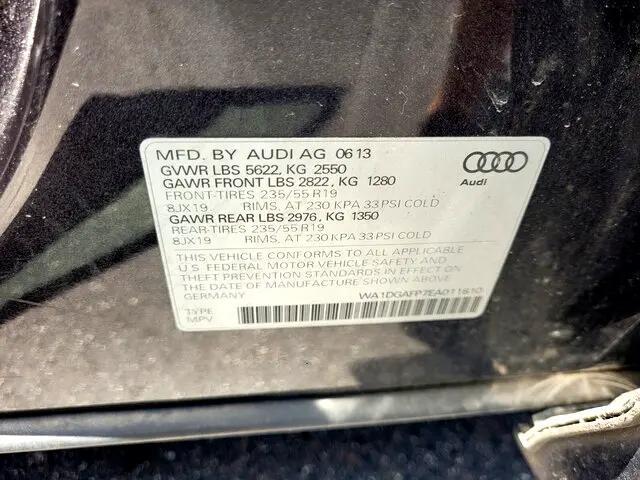 MFD. BY AUDI AG 0613
GVWR LBS 5622, KG 2550
GAWR FRONT LBS 2822, KG 1280
FRONT-TIRES 235/55 R19
8JX19 RIMS, AT 230 KPA 33 PSI COLD
GAWR REAR LBS 2976, KG 1350
REAR-TIRES 235/55 R19
8JX19 RIMS, AT 230 KPA 33 PSI COLD
THIS VEHICLE CONFORMS TO ALL APPLICABLE
U.S FEDERAL MOTOR VEHICLE SAFETY AND
THEFT PREVENTION STANDARDS IN EFFECT ON
THE DATE OF MANUFACTURE SHOWN ABOVE
GERMANY WA1DGAFP7EA011810
TYPE
MPV
Audi